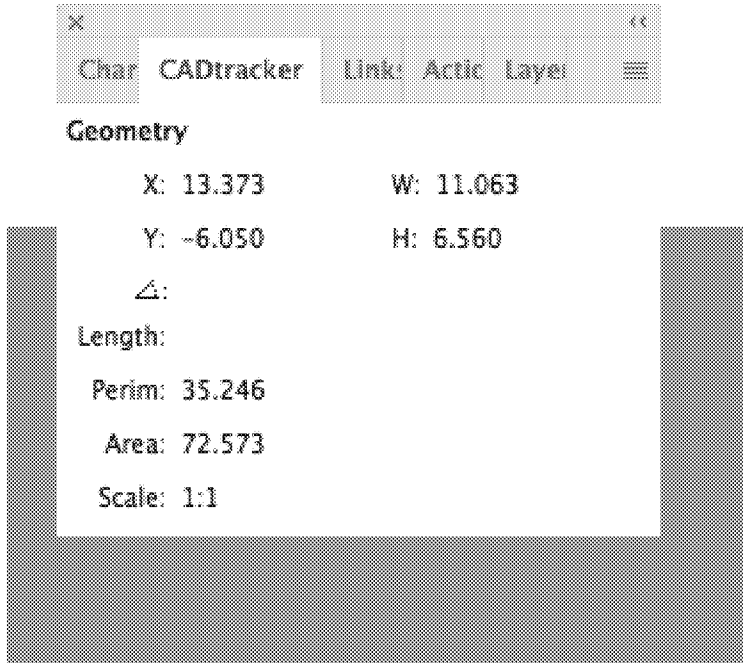 Char CADtracker Link Actic Laye
Geometry
X: 13.373 W: 11.063
Y: -6.050 H: 6.560
∠:
Length:
Perim: 35.246
Area: 72.573
Scale: 1:1